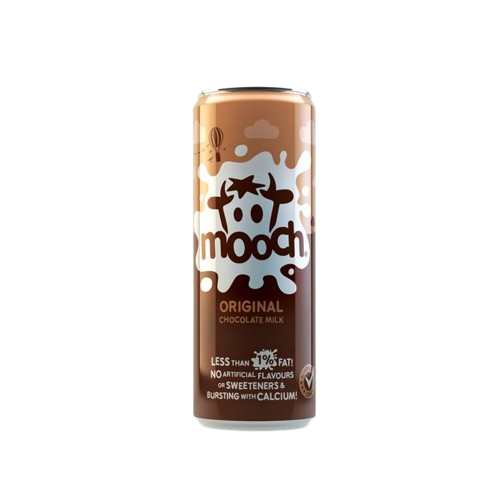 mooch
ORIGINAL
CHOCOLATE MILK
LESS THAN 1% FAT!
NO ARTIFICIAL FLAVOURS
OR SWEETENERS &
BURSTING WITH CALCIUM!